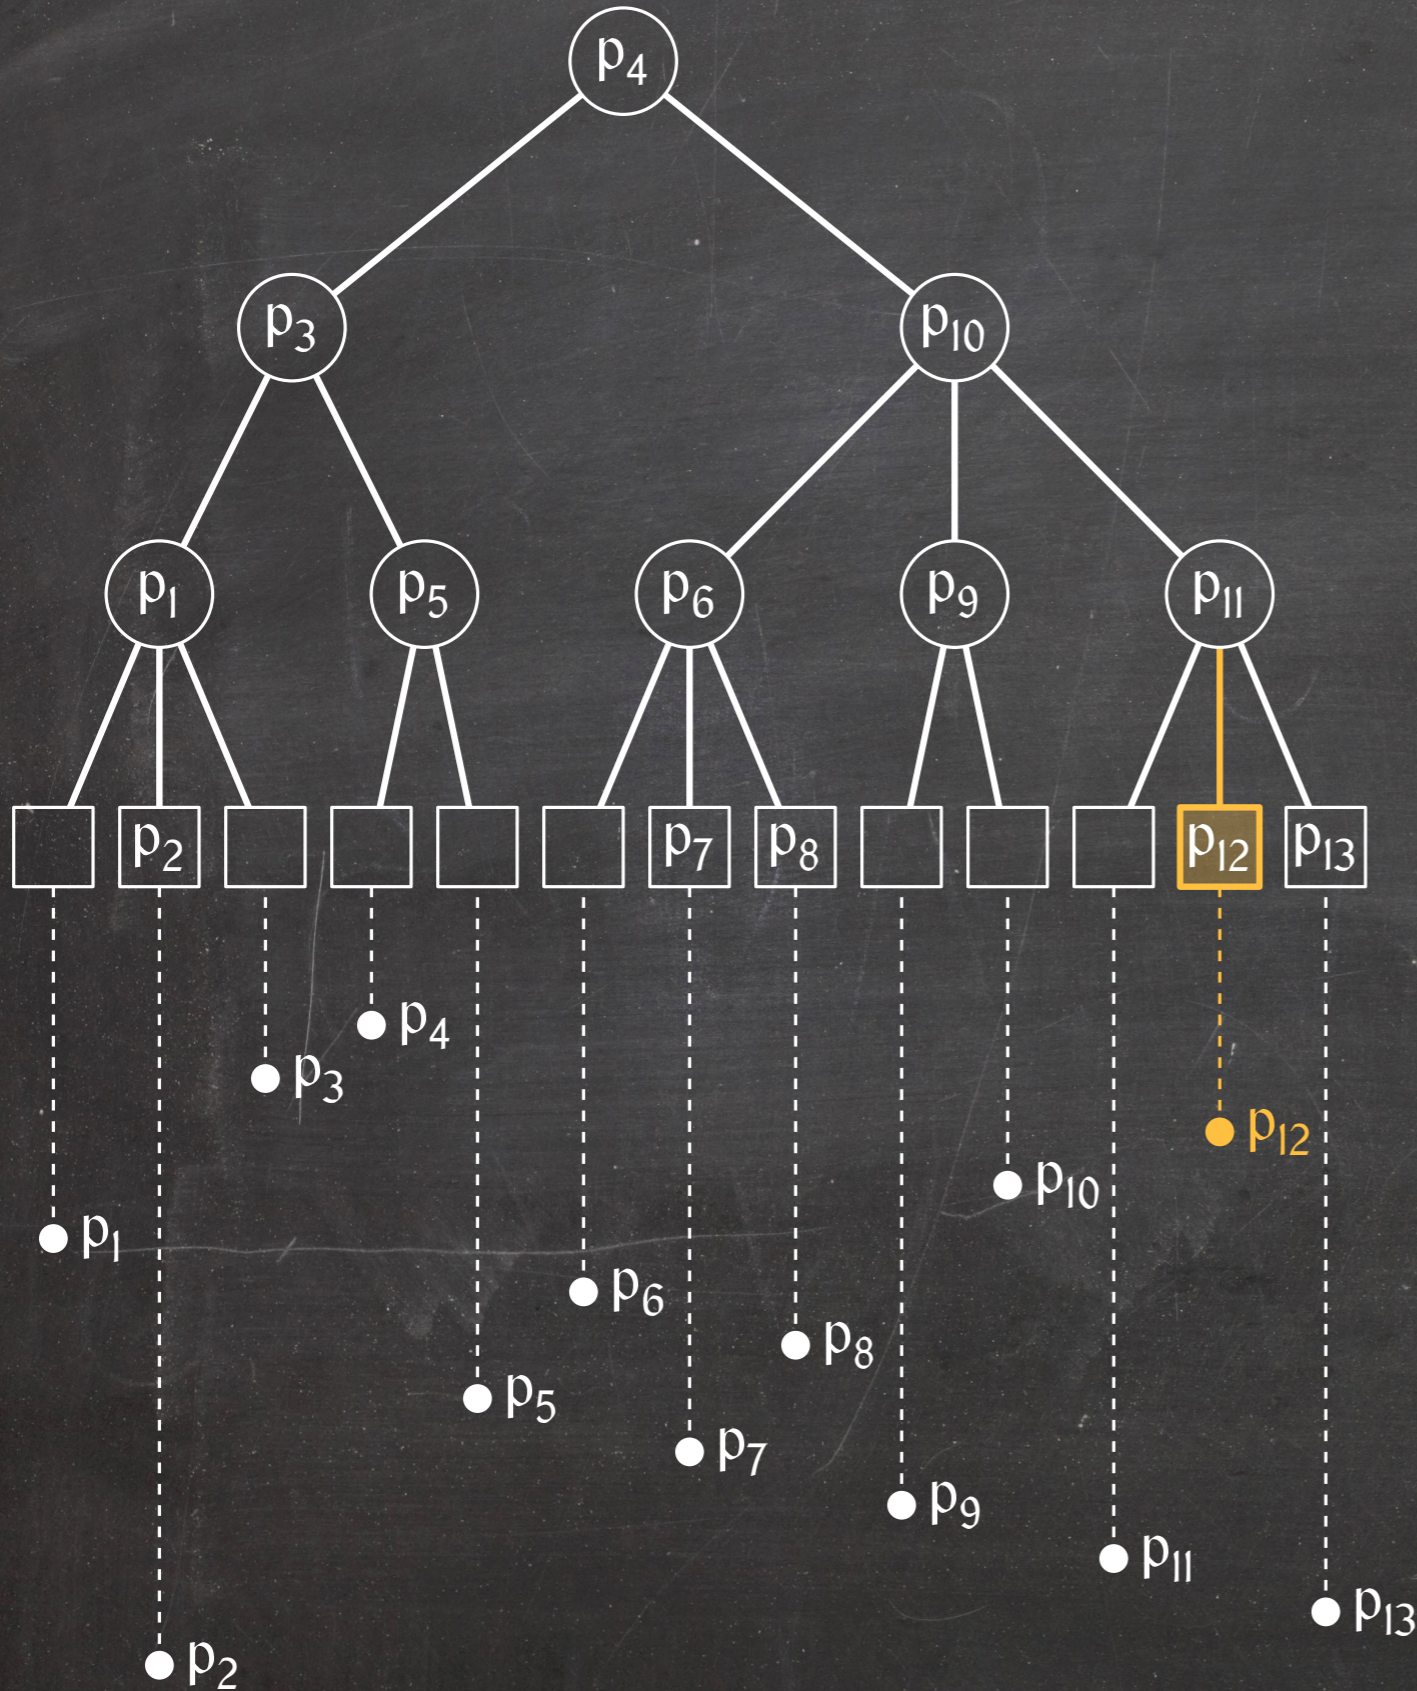 p₄
p₃ p₁₀
p₁ p₅ p₆ p₉ p₁₁
p₂ p₇ p₈ p₁₂ p₁₃
p₄
p₃
p₁₂
p₁₀
p₁
p₆
p₈
p₅
p₇
p₉
p₁₁
p₁₃
p₂